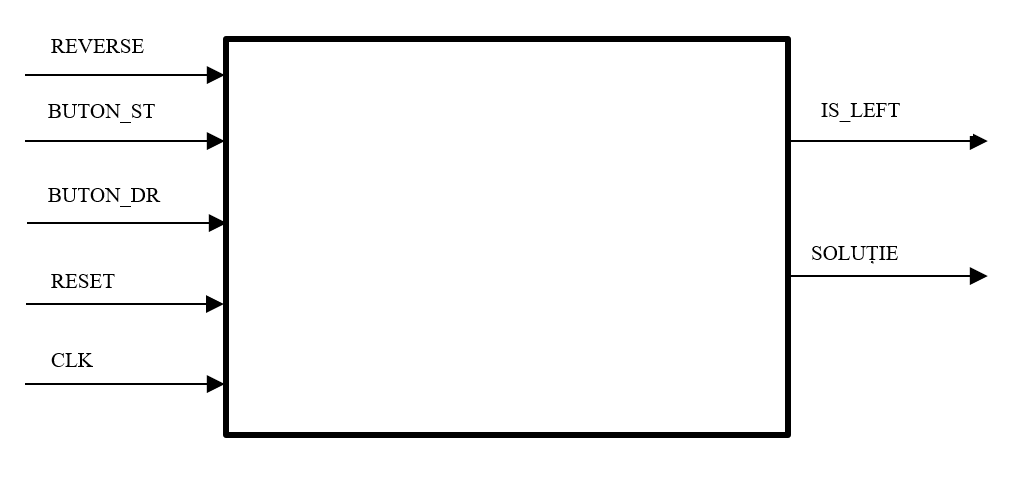 REVERSE
BUTON_ST
BUTON_DR
RESET
CLK
IS_LEFT
SOLUȚIE